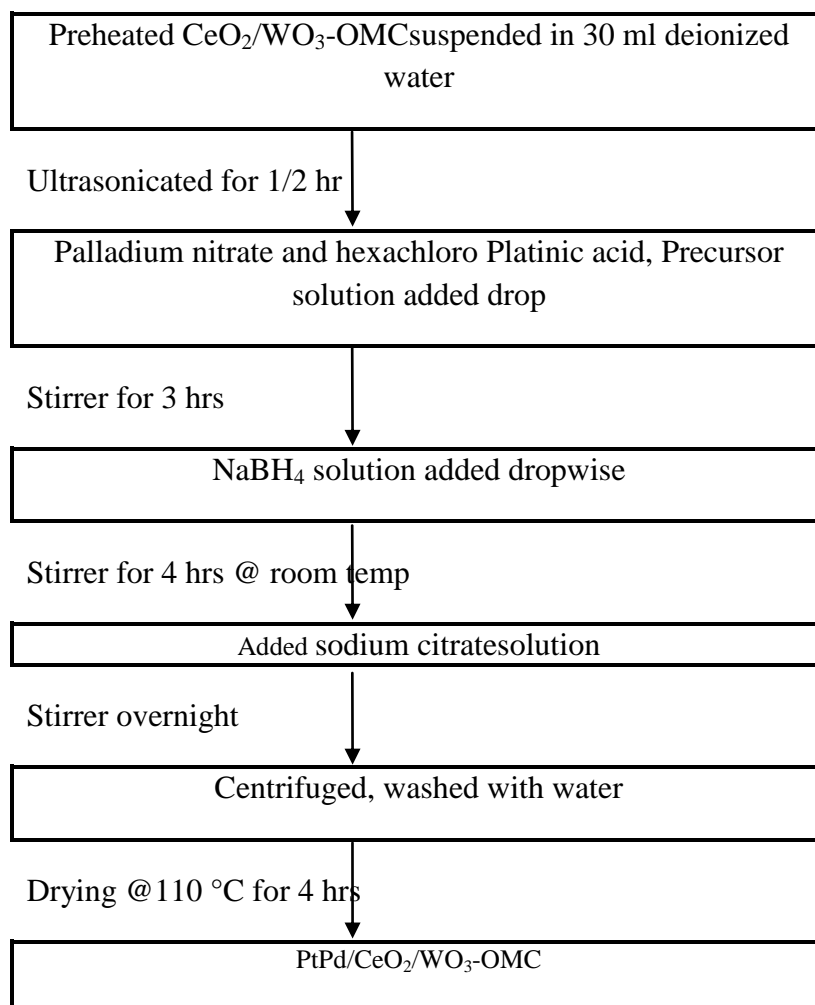 Preheated CeO₂/WO₃-OMCsuspended in 30 ml deionized
water
Ultrasonicated for 1/2 hr
Palladium nitrate and hexachloro Platinic acid, Precursor
solution added drop
Stirrer for 3 hrs
NaBH₄ solution added dropwise
Stirrer for 4 hrs @ room temp
Added sodium citratesolution
Stirrer overnight
Centrifuged, washed with water
Drying @110 °C for 4 hrs
PtPd/CeO₂/WO₃-OMC